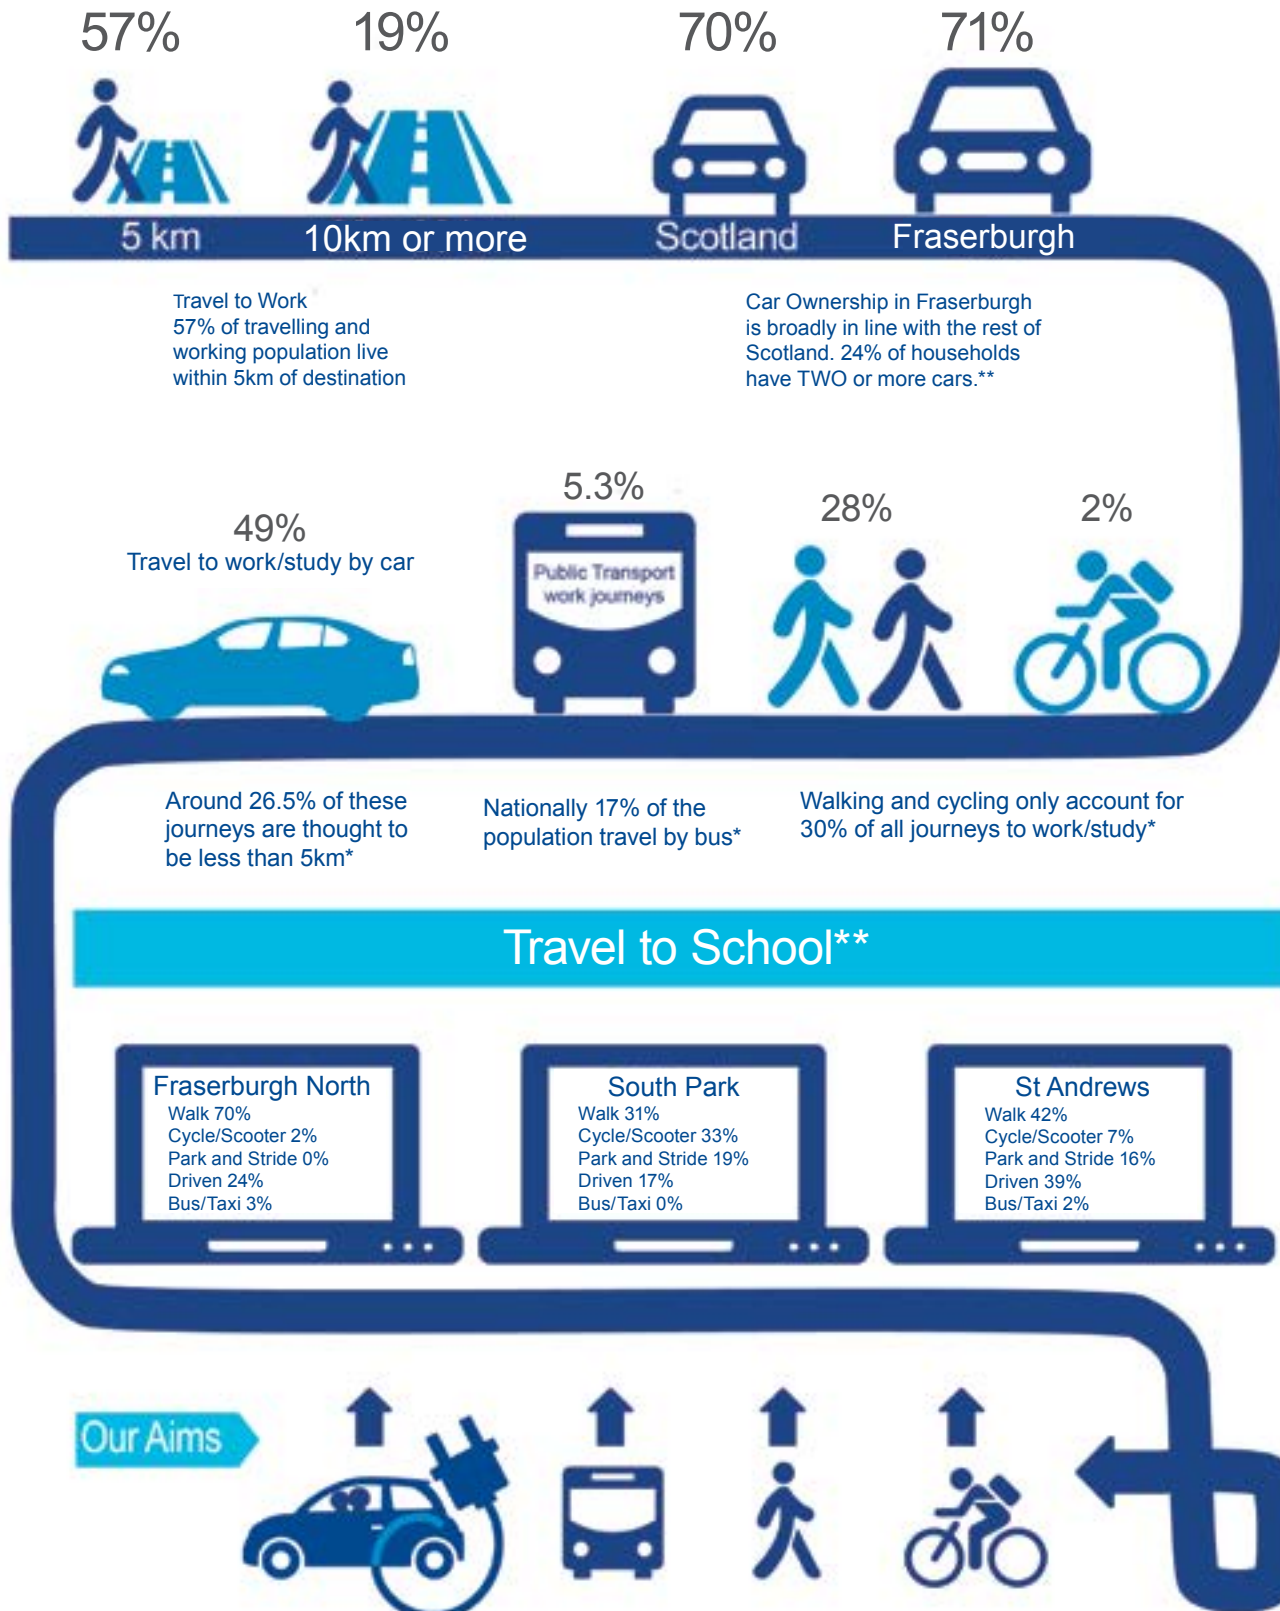 57% 19% 70% 71%
5 km 10km or more Scotland Fraserburgh
Travel to Work
57% of travelling and
working population live
within 5km of destination
Car Ownership in Fraserburgh
is broadly in line with the rest of
Scotland. 24% of households
have TWO or more cars.**
49%
Travel to work/study by car
5.3%
Public Transport
work journeys
28%
2%
Around 26.5% of these
journeys are thought to
be less than 5km*
Nationally 17% of the
population travel by bus*
Walking and cycling only account for
30% of all journeys to work/study*
Travel to School**
Fraserburgh North
Walk 70%
Cycle/Scooter 2%
Park and Stride 0%
Driven 24%
Bus/Taxi 3%
South Park
Walk 31%
Cycle/Scooter 33%
Park and Stride 19%
Driven 17%
Bus/Taxi 0%
St Andrews
Walk 42%
Cycle/Scooter 7%
Park and Stride 16%
Driven 39%
Bus/Taxi 2%
Our Aims